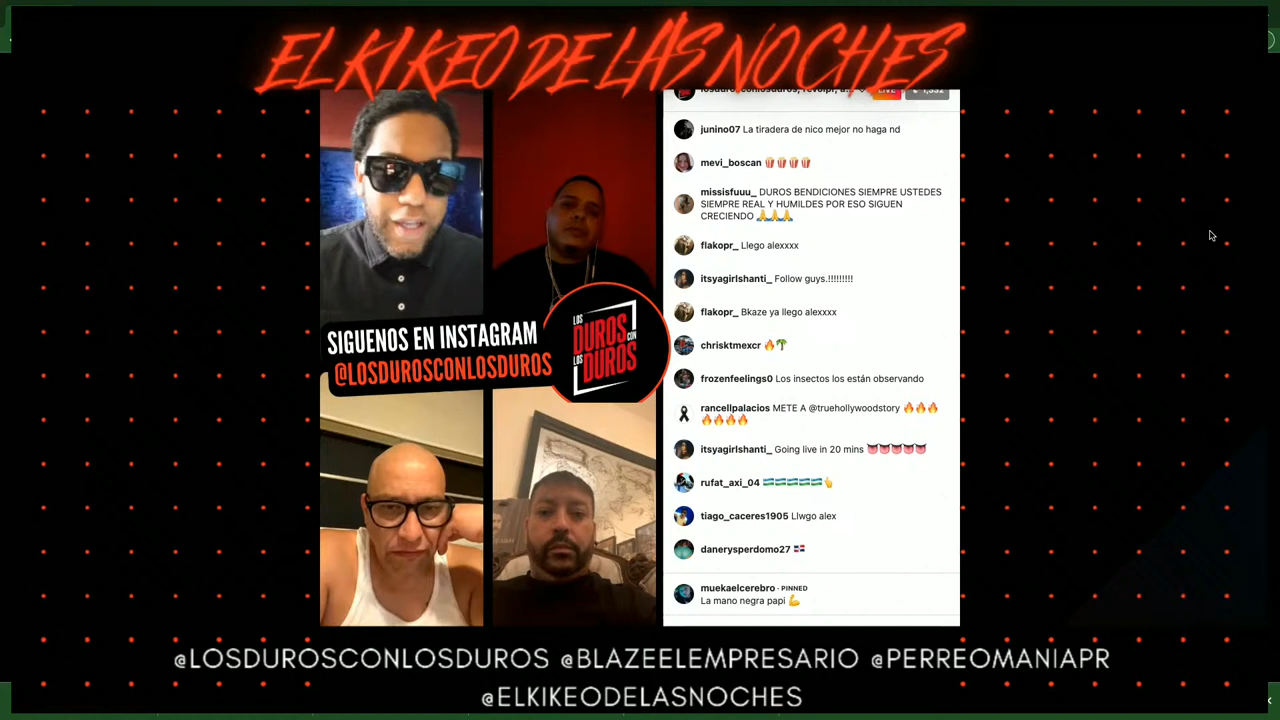 EL KIKEO DE LAS NOCHES
LIVE
junino07 La tiradera de nico mejor no haga nd
mevi_boscan 🍿🍿🍿🍿
missisfuuu_ DUROS BENDICIONES SIEMPRE USTEDES
SIEMPRE REAL Y HUMILDES POR ESO SIGUEN
CRECIENDO 🙏🙏🙏
flakopr_ Llego alexxxx
itsyagirlshanti_ Follow guys.!!!!!!!!!
flakopr_ Bkaze ya llego alexxxx
chrisktmexcr 🔥🌴
frozenfeelings0 Los insectos los están observando
rancellpalacios METE A @truehollywoodstory 🔥🔥🔥
🔥🔥🔥🔥
itsyagirlshanti_ Going live in 20 mins 👅👅👅👅👅
rufat_axi_04 🇺🇿🇺🇿🇺🇿🇺🇿🇺🇿👆
tiago_caceres1905 Llwgo alex
danerysperdomo27 🇩🇴
muekaelcerebro · PINNED
La mano negra papi 💪
SIGUENOS EN INSTAGRAM
@LOSDUROSCONLOSDUROS
LOS
DUROS
CON
LOS
DUROS
@LOSDUROSCONLOSDUROS @BLAZEELEMPRESARIO @PERREOMANIAPR
@ELKIKEODELASNOCHES